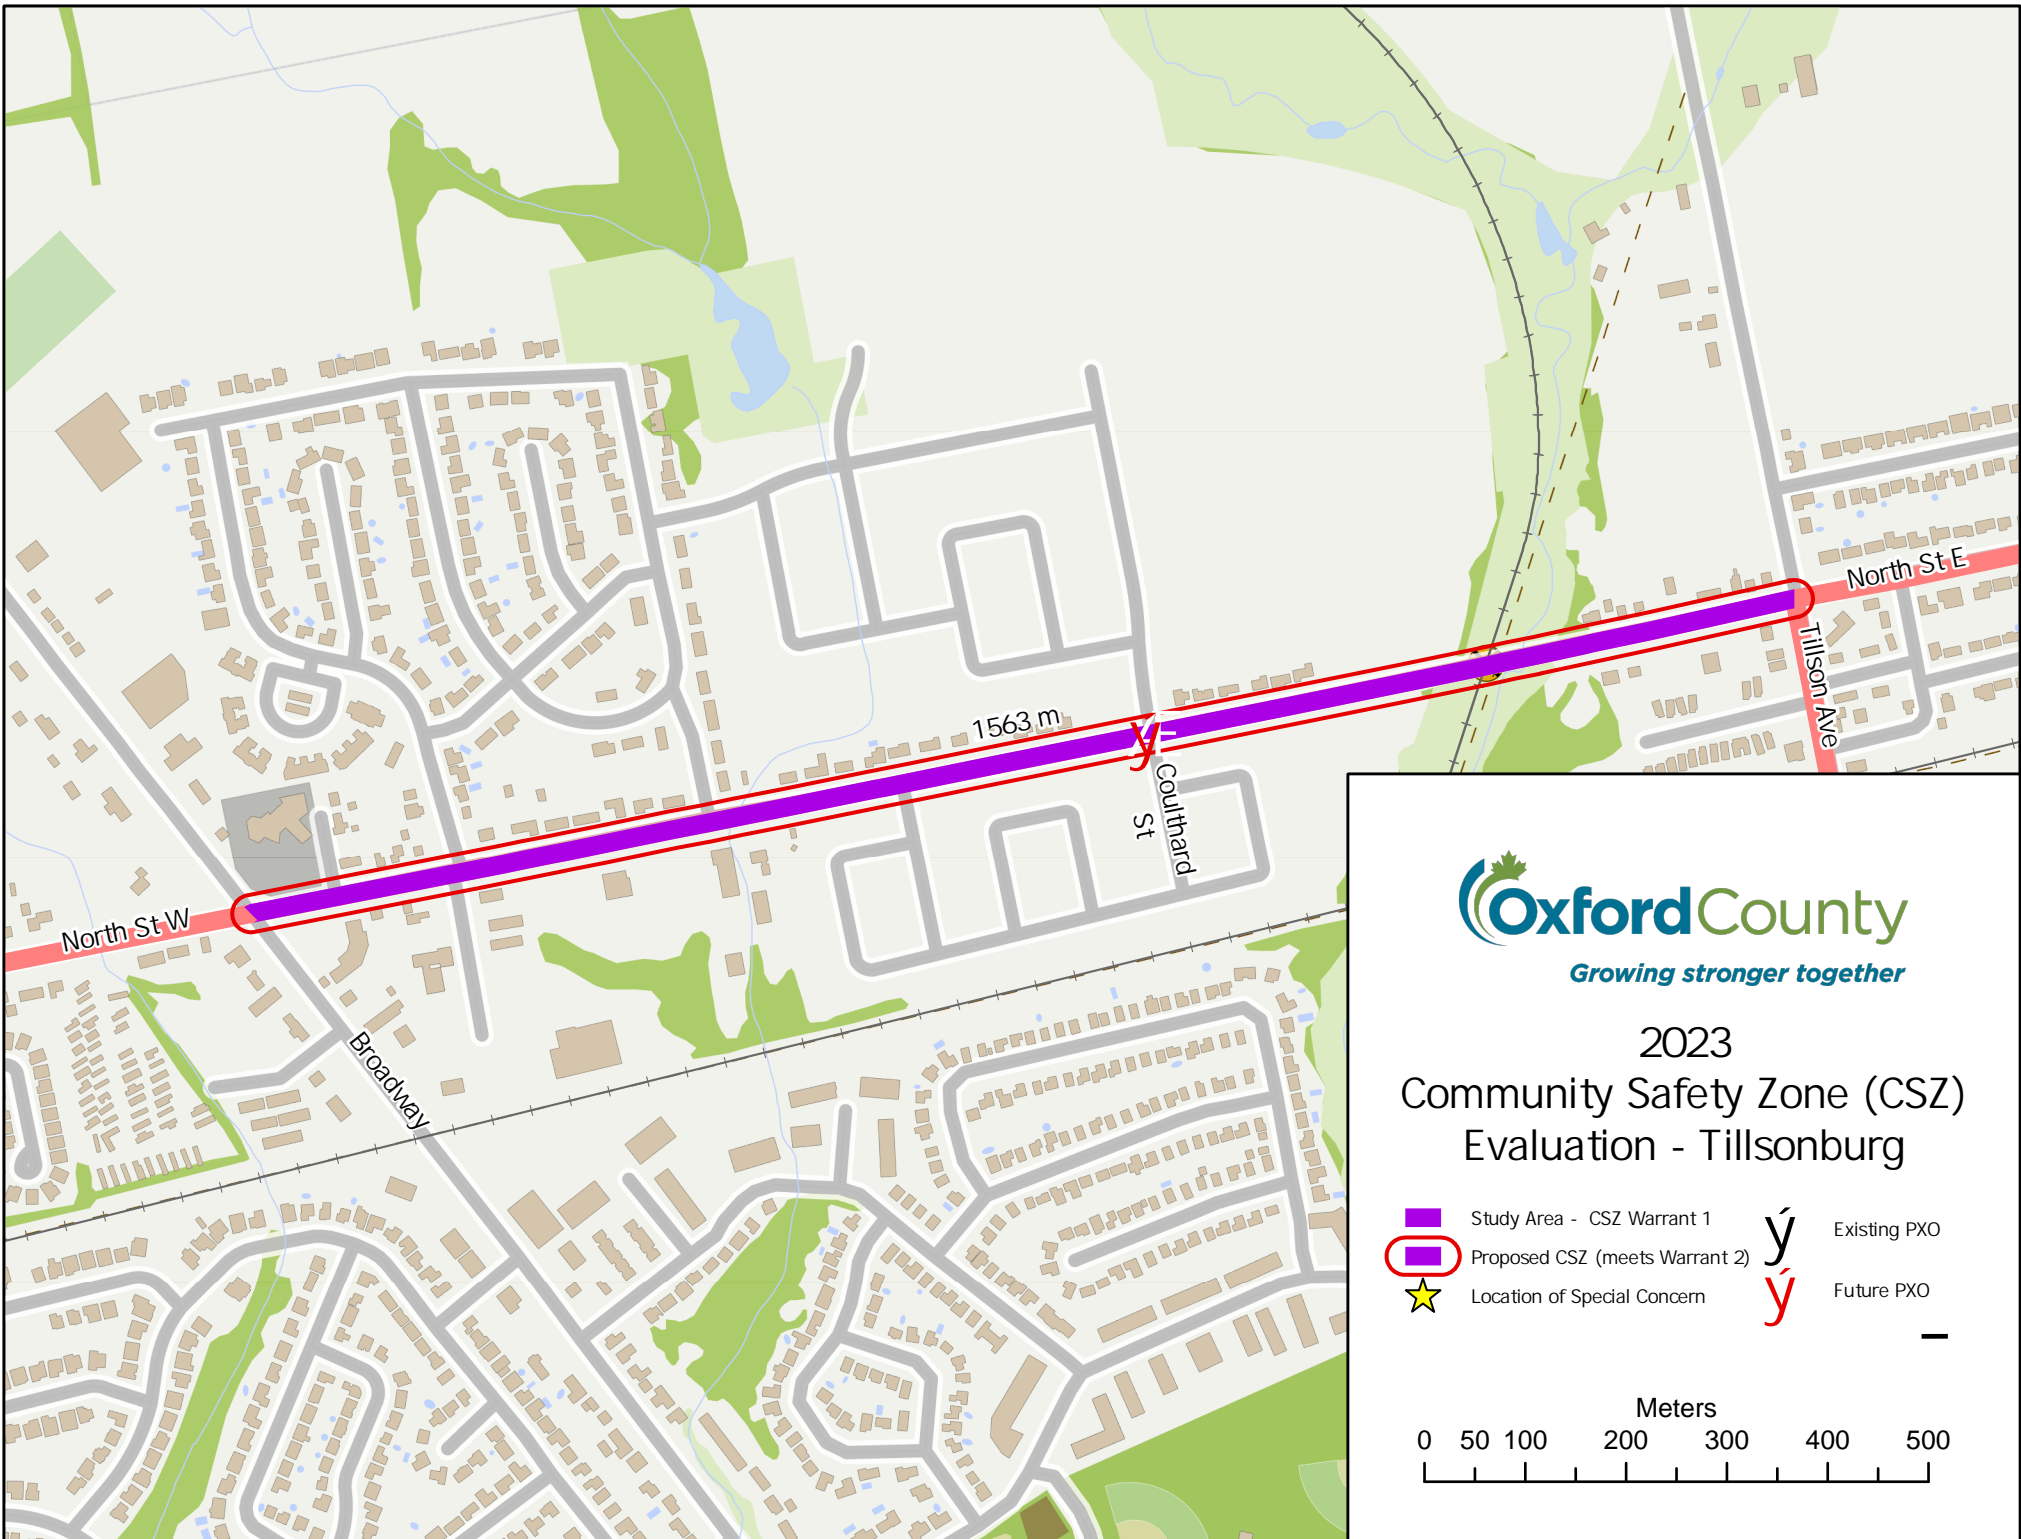 North St E
Tillson Ave
1563 m
ý
Coulthard
St
North St W
Broadway
Oxford County
Growing stronger together
2023
Community Safety Zone (CSZ)
Evaluation - Tillsonburg
Study Area - CSZ Warrant 1
Proposed CSZ (meets Warrant 2)
Location of Special Concern
ý Existing PXO
ý Future PXO
Meters
0 50 100 200 300 400 500